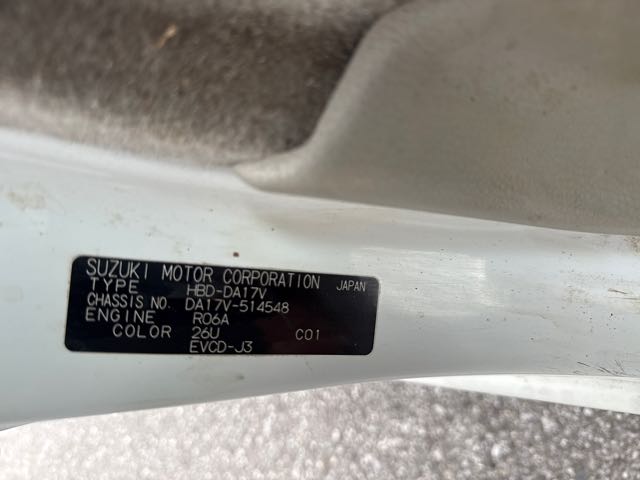 SUZUKI MOTOR CORPORATION JAPAN
TYPE HBD-DA17V
CHASSIS NO. DA17V-514548
ENGINE R06A
COLOR 26U C01
EVCD-J3